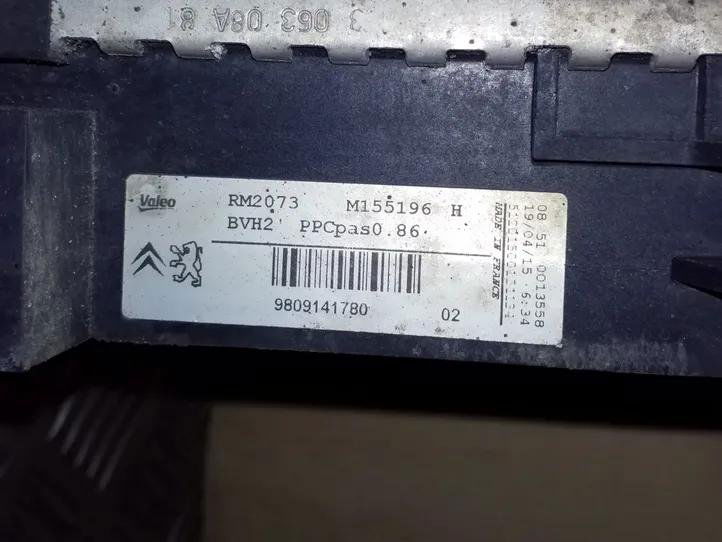 3 063 08A 81
Valeo
RM2073 M155196 H
BVH2 PPCpas0.86
9809141780 02
MADE IN FRANCE
08 51 0013558
19/04/15 6:34